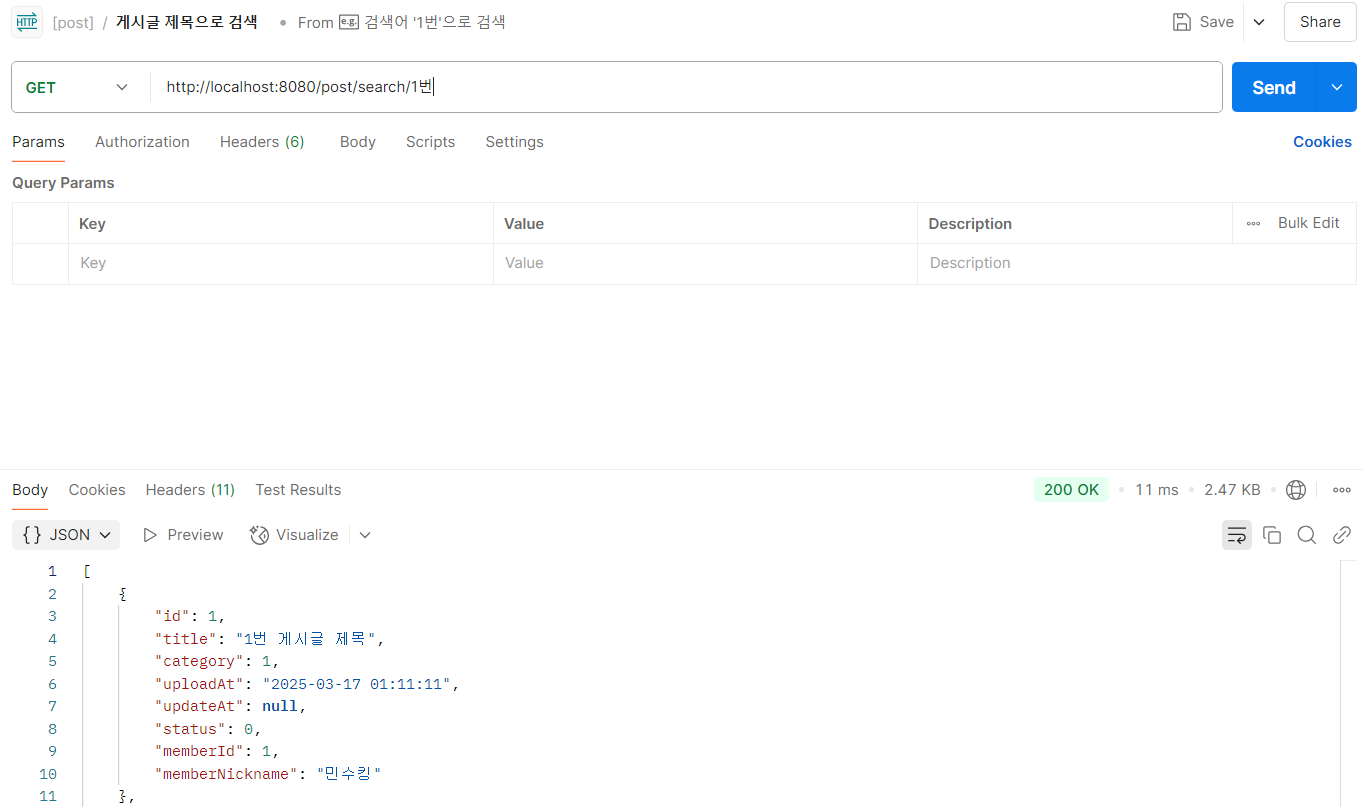 HTTP [post] / 게시글 제목으로 검색 From e.g. 검색어 '1번'으로 검색 Save Share
GET http://localhost:8080/post/search/1번 Send
Params Authorization Headers (6) Body Scripts Settings Cookies
Query Params
Key Value Description Bulk Edit
Key Value Description
Body Cookies Headers (11) Test Results 200 OK 11 ms 2.47 KB
{} JSON Preview Visualize
1 [
2 {
3 "id": 1,
4 "title": "1번 게시글 제목",
5 "category": 1,
6 "uploadAt": "2025-03-17 01:11:11",
7 "updateAt": null,
8 "status": 0,
9 "memberId": 1,
10 "memberNickname": "민수킹"
11 },